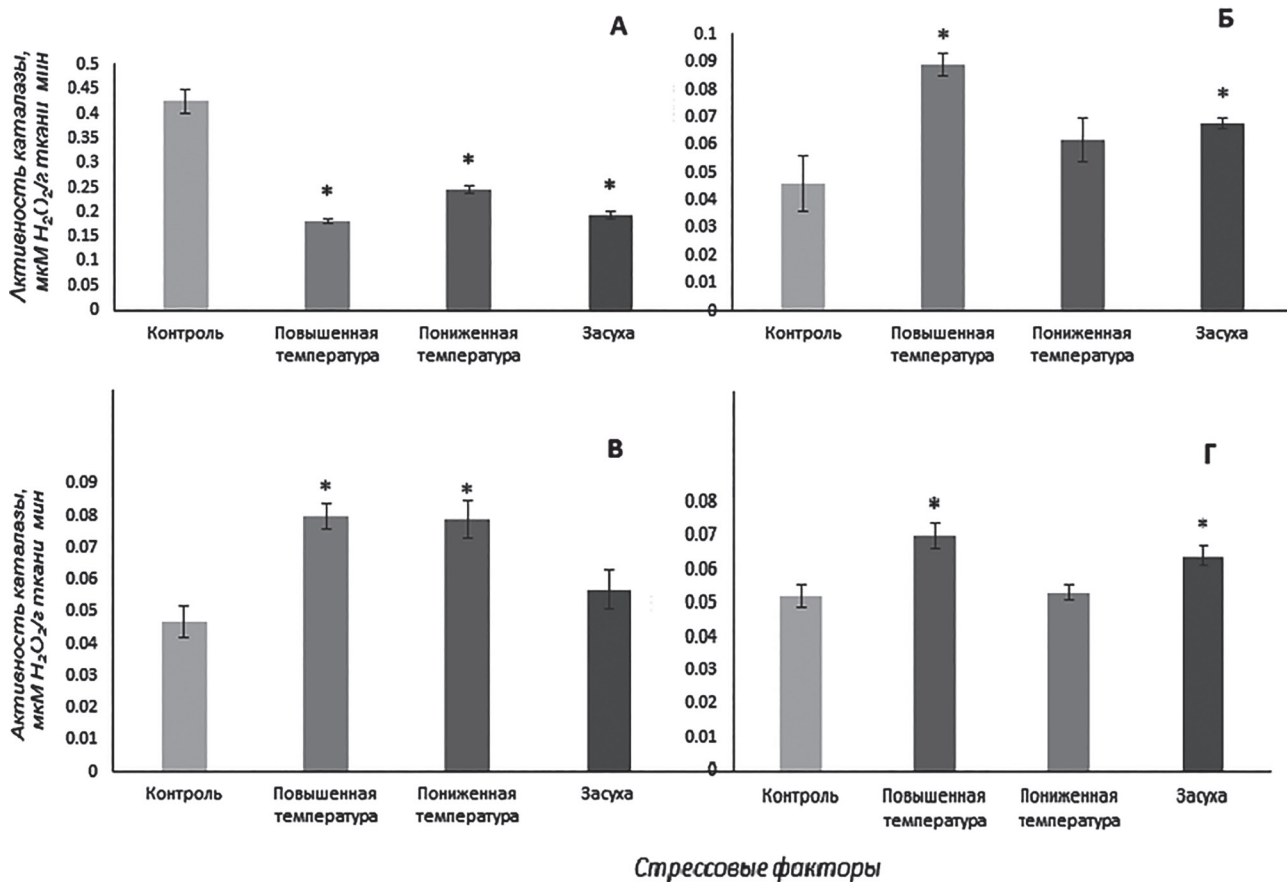 А
Активность каталазы,
мкМ H₂O₂/г ткани мин
0.5
0.45
0.4
0.35
0.3
0.25
0.2
0.15
0.1
0.05
0
*
*
*
Контроль
Повышенная
температура
Пониженная
температура
Засуха
Б
0.1
0.09
0.08
0.07
0.06
0.05
0.04
0.03
0.02
0.01
0
*
*
Контроль
Повышенная
температура
Пониженная
температура
Засуха
В
Активность каталазы,
мкМ H₂O₂/г ткани мин
0.09
0.08
0.07
0.06
0.05
0.04
0.03
0.02
0.01
0
*
*
Контроль
Повышенная
температура
Пониженная
температура
Засуха
Г
0.08
0.07
0.06
0.05
0.04
0.03
0.02
0.01
0
*
*
Контроль
Повышенная
температура
Пониженная
температура
Засуха
Стрессовые факторы